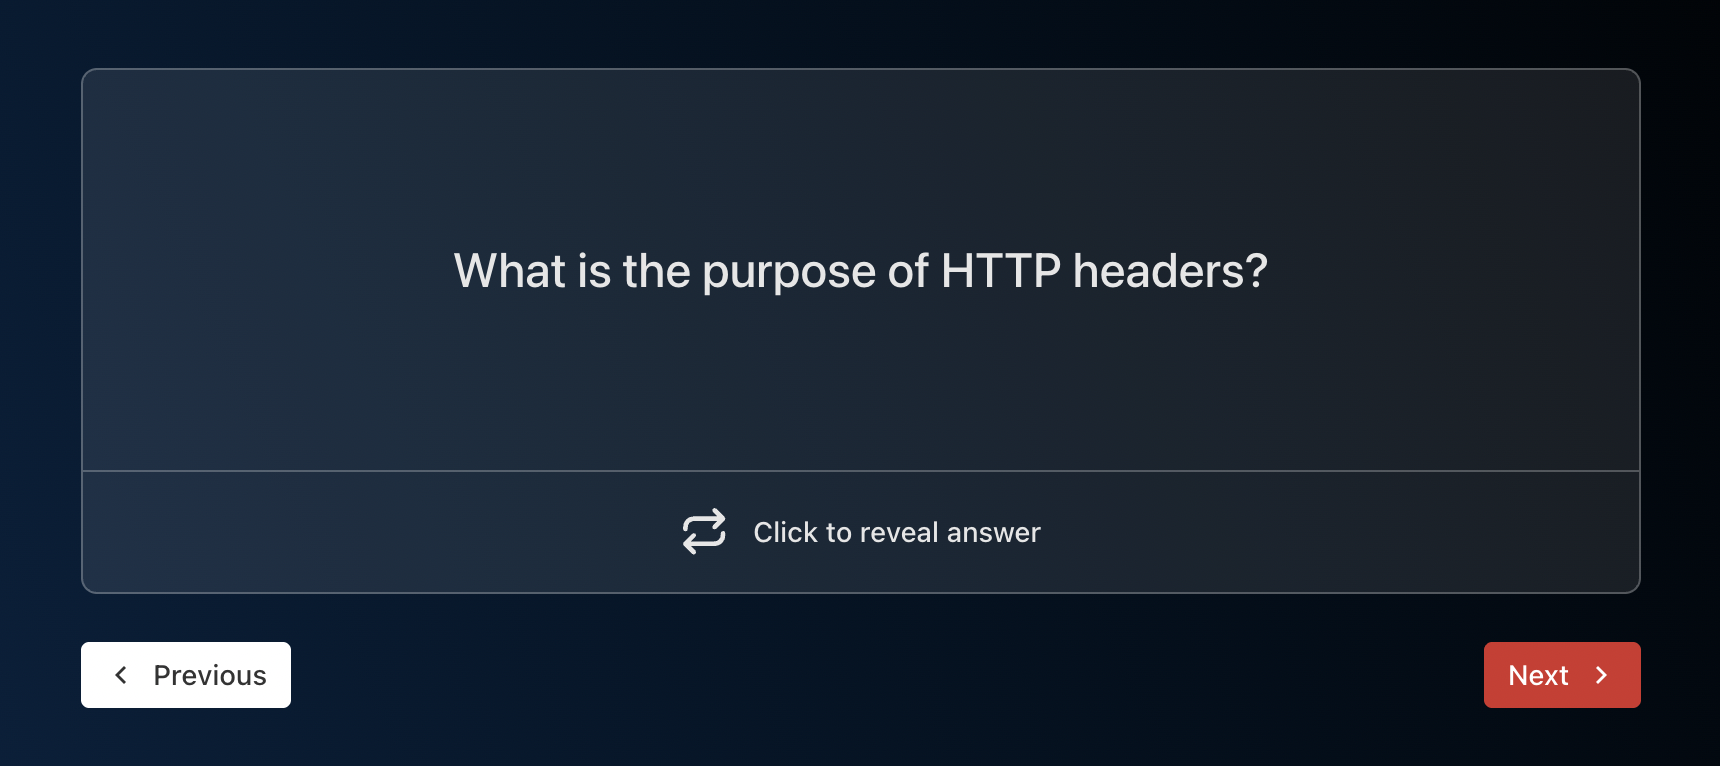 What is the purpose of HTTP headers?
Click to reveal answer
Previous
Next